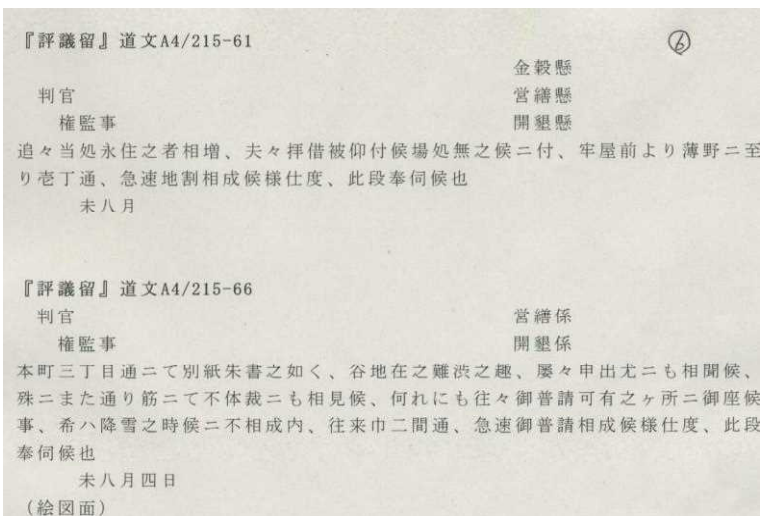 『評議留』道文A4/215-61 ⑥
金穀懸
判官 営繕懸
権監事 開墾懸
追々当処永住之者相増、夫々拝借被仰付候場処無之候ニ付、牢屋前より薄野ニ至
り壱丁通、急速地割相成候様仕度、此段奉伺候也
未八月
『評議留』道文A4/215-66
判官 営繕係
権監事 開墾係
本町三丁目通ニて別紙朱書之如く、谷地在之難渋之趣、屡々申出尤ニも相聞候、
殊ニまた通り筋ニて不体裁ニも相見候、何れにも往々御普請可有之ヶ所ニ御座候
事、希ハ降雪之時候ニ不相成内、往来巾二間通、急速御普請相成候様仕度、此段
奉伺候也
未八月四日
（絵図面）